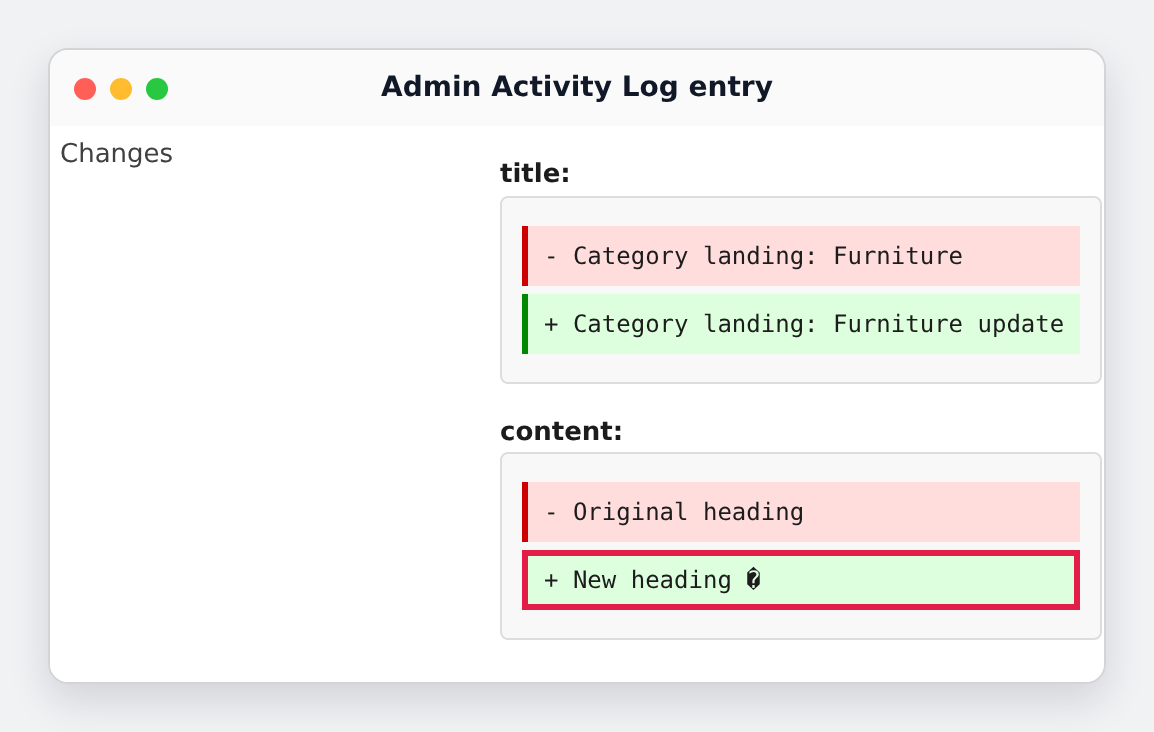 Admin Activity Log entry
Changes
title:
- Category landing: Furniture
+ Category landing: Furniture update
content:
- Original heading
+ New heading �